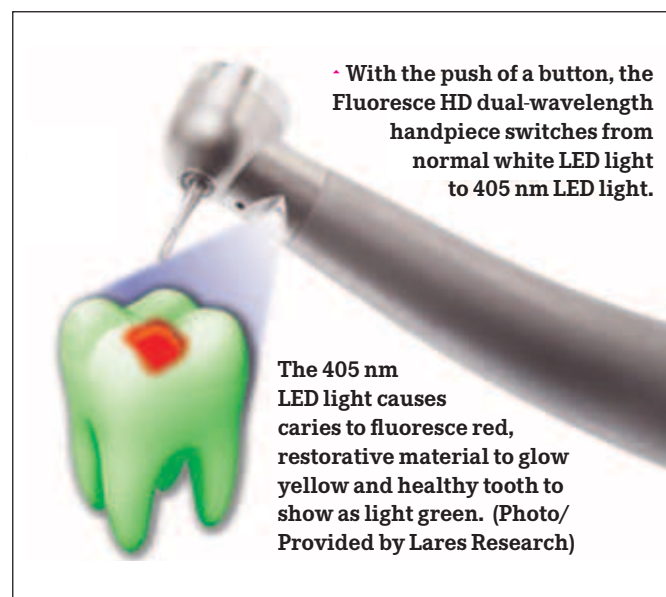 With the push of a button, the
Fluoresce HD dual-wavelength
handpiece switches from
normal white LED light
to 405 nm LED light.
The 405 nm
LED light causes
caries to fluoresce red,
restorative material to glow
yellow and healthy tooth to
show as light green. (Photo/
Provided by Lares Research)